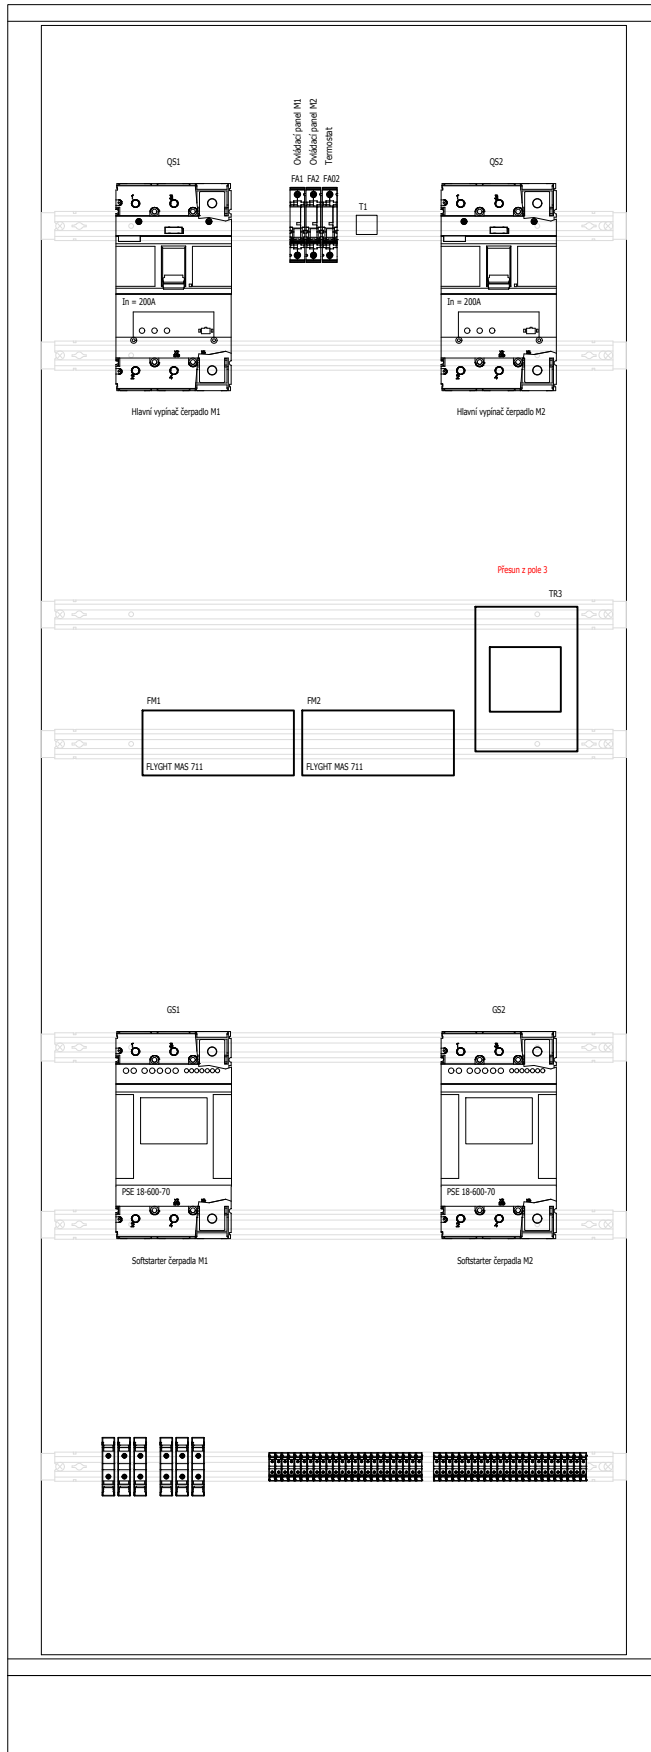 Ovládací panel M1
Ovládací panel M2
Termostat
QS1
FA1 FA2 FA02
T1
QS2
In = 200A
In = 200A
Hlavní vypínač čerpadlo M1
Hlavní vypínač čerpadlo M2
Přesun z pole 3
TR3
FM1
FM2
FLYGHT MAS 711
FLYGHT MAS 711
GS1
GS2
PSE 18-600-70
PSE 18-600-70
Softstarter čerpadla M1
Softstarter čerpadla M2